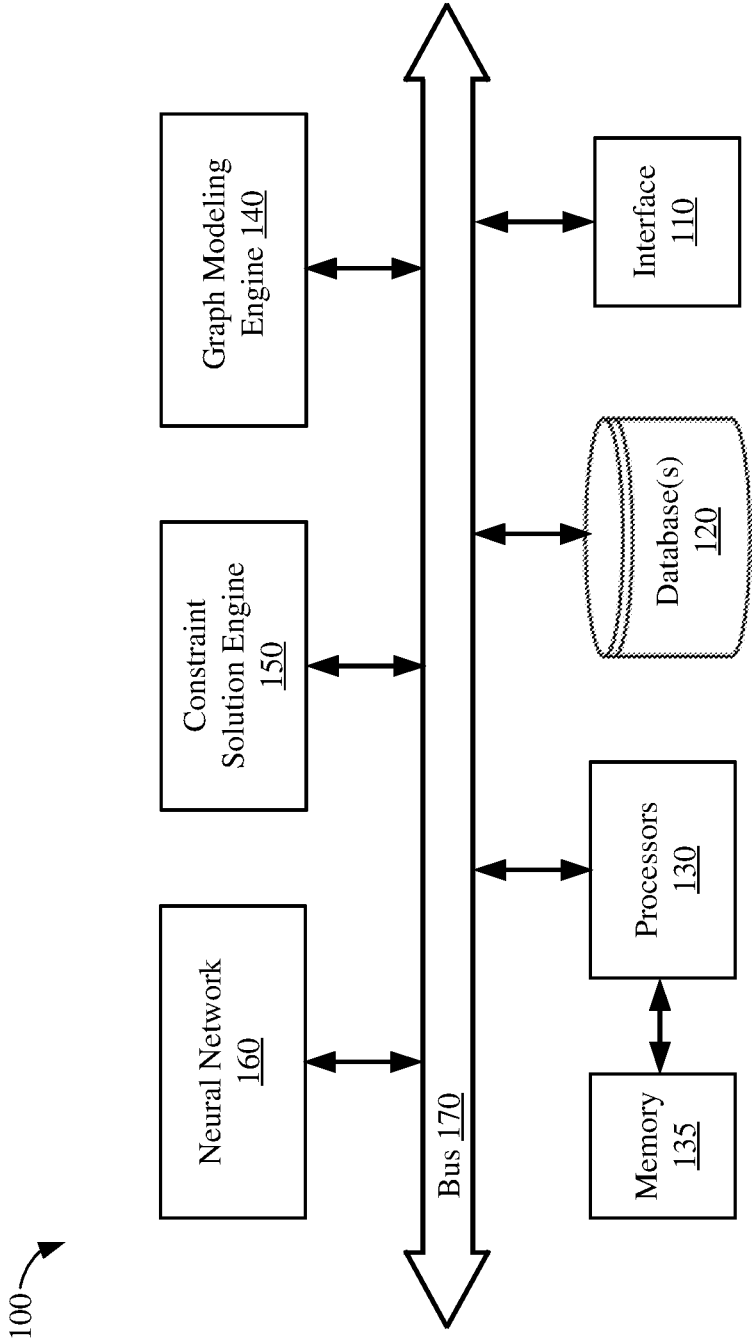 100
Neural Network
160
Constraint
Solution Engine
150
Graph Modeling
Engine 140
Bus 170
Memory
135
Processors
130
Database(s)
120
Interface
110